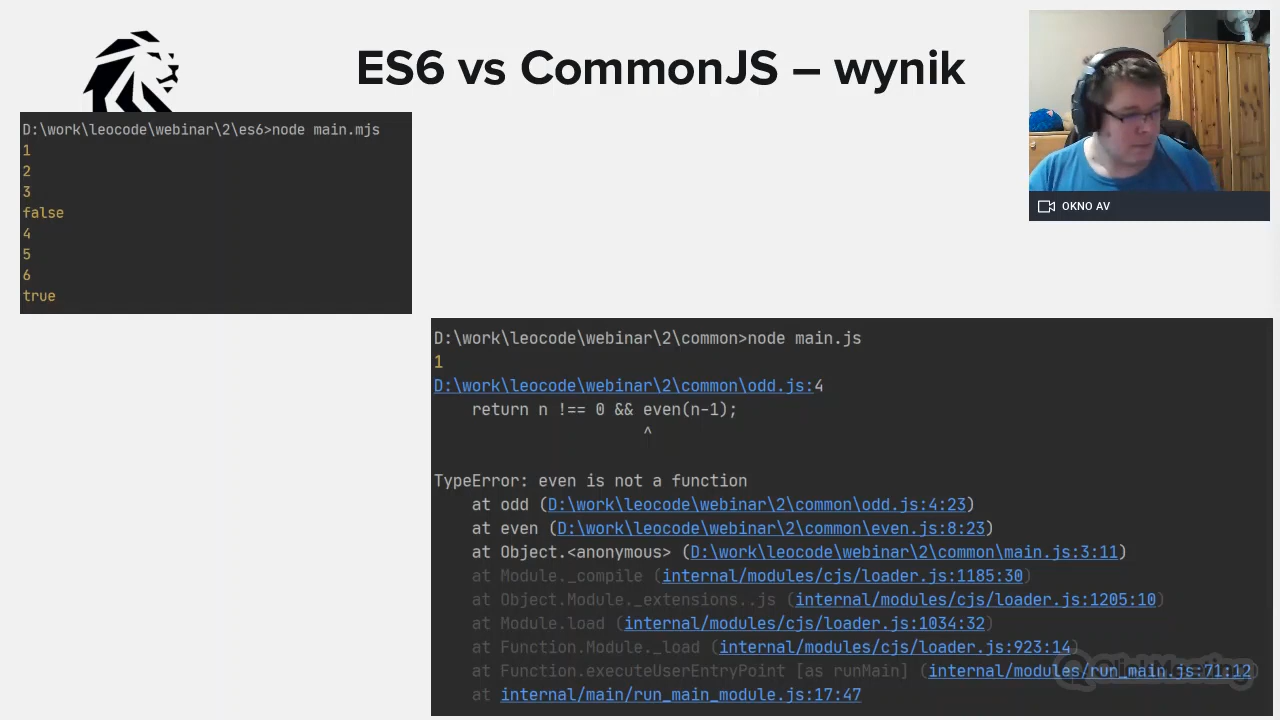 ES6 vs CommonJS – wynik
D:\work\leocode\webinar\2\es6>node main.mjs
1
2
3
false
4
5
6
true
OKNO AV
D:\work\leocode\webinar\2\common>node main.js
1
D:\work\leocode\webinar\2\common\odd.js:4
return n !== 0 && even(n-1);
^
TypeError: even is not a function
at odd (D:\work\leocode\webinar\2\common\odd.js:4:23)
at even (D:\work\leocode\webinar\2\common\even.js:8:23)
at Object.<anonymous> (D:\work\leocode\webinar\2\common\main.js:3:11)
at Module._compile (internal/modules/cjs/loader.js:1185:30)
at Object.Module._extensions..js (internal/modules/cjs/loader.js:1205:10)
at Module.load (internal/modules/cjs/loader.js:1034:32)
at Function.Module._load (internal/modules/cjs/loader.js:923:14)
at Function.executeUserEntryPoint [as runMain] (internal/modules/run_main.js:71:12)
at internal/main/run_main_module.js:17:47
ClickMeeting